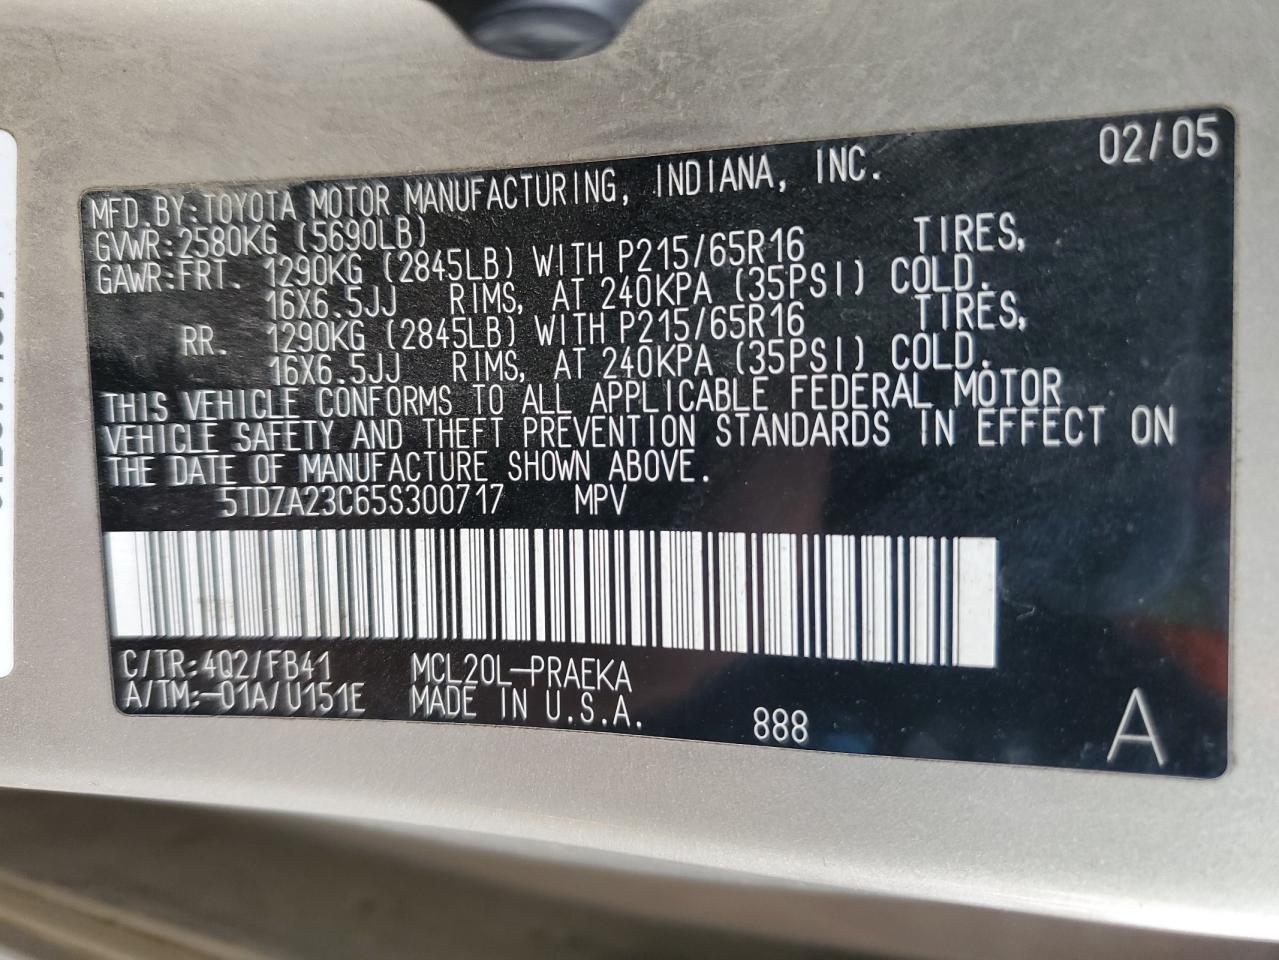 02/05
MFD.BY:TOYOTA MOTOR MANUFACTURING, INDIANA, INC.
GVWR:2580KG (5690LB)
GAWR:FRT. 1290KG (2845LB) WITH P215/65R16 TIRES,
16X6.5JJ RIMS, AT 240KPA (35PSI) COLD.
RR. 1290KG (2845LB) WITH P215/65R16 TIRES,
16X6.5JJ RIMS, AT 240KPA (35PSI) COLD.
THIS VEHICLE CONFORMS TO ALL APPLICABLE FEDERAL MOTOR
VEHICLE SAFETY AND THEFT PREVENTION STANDARDS IN EFFECT ON
THE DATE OF MANUFACTURE SHOWN ABOVE.
5TDZA23C65S300717 MPV
C/TR:4Q2/FB41 MCL20L-PRAEKA
A/TM:-01A/U151E MADE IN U.S.A.
888
A